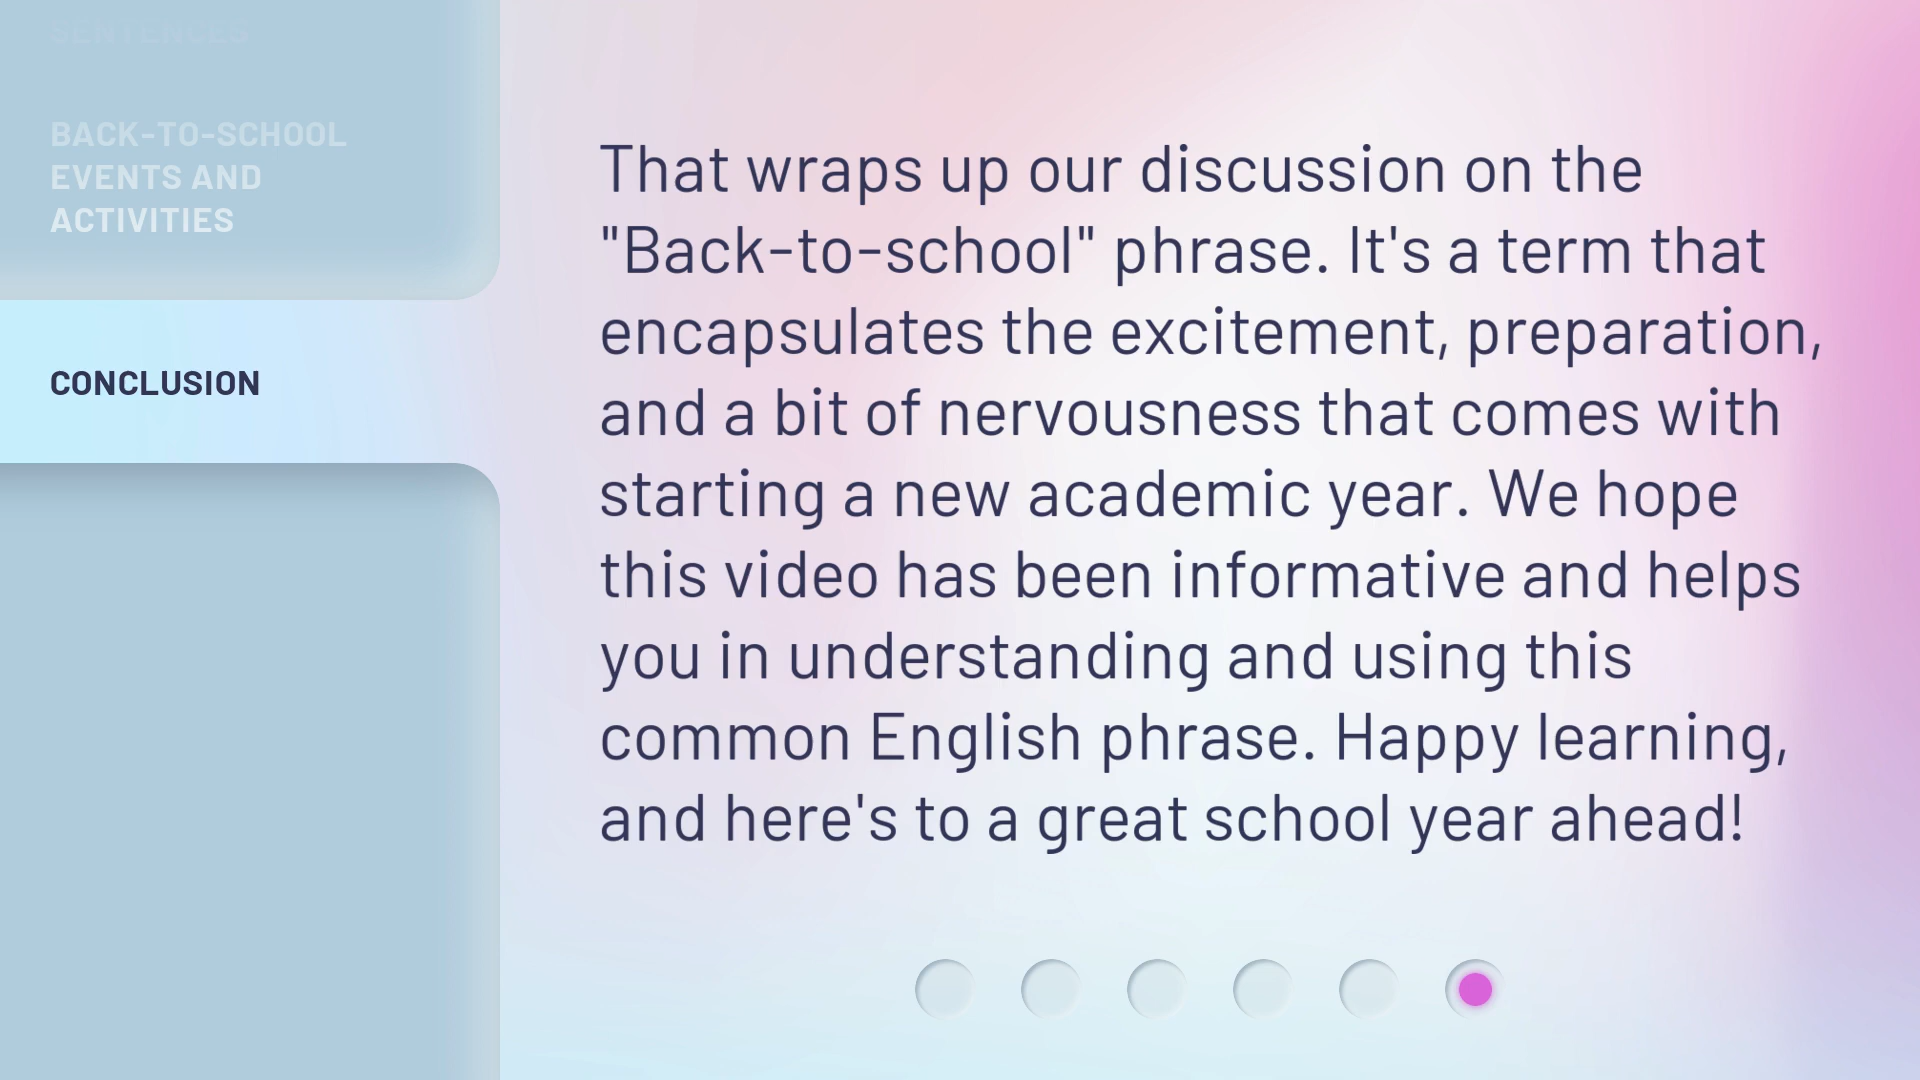 SENTENCES
BACK-TO-SCHOOL
EVENTS AND
ACTIVITIES
CONCLUSION
That wraps up our discussion on the
"Back-to-school" phrase. It's a term that
encapsulates the excitement, preparation,
and a bit of nervousness that comes with
starting a new academic year. We hope
this video has been informative and helps
you in understanding and using this
common English phrase. Happy learning,
and here's to a great school year ahead!